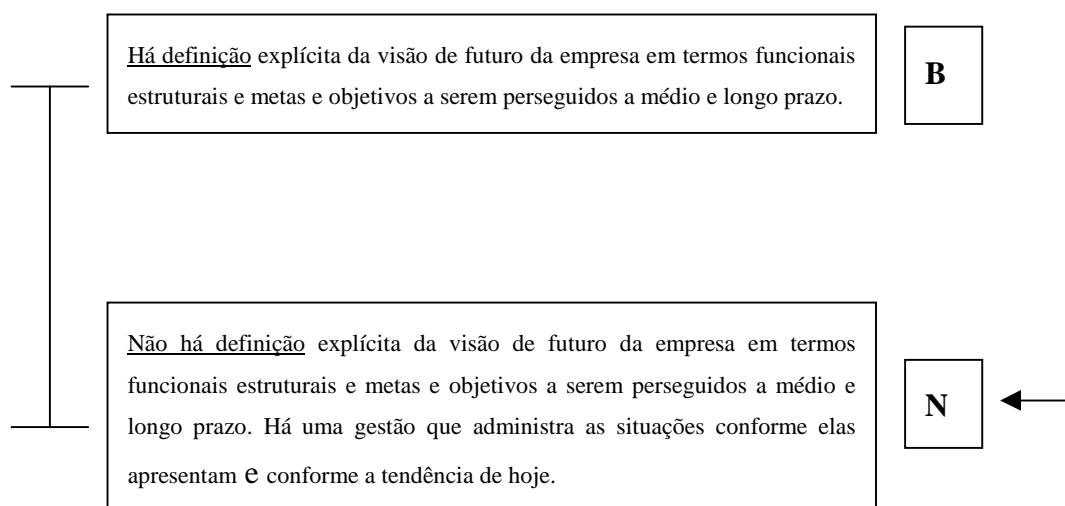 Há definição explícita da visão de futuro da empresa em termos funcionais
estruturais e metas e objetivos a serem perseguidos a médio e longo prazo.
B
Não há definição explícita da visão de futuro da empresa em termos
funcionais estruturais e metas e objetivos a serem perseguidos a médio e
longo prazo. Há uma gestão que administra as situações conforme elas
apresentam e conforme a tendência de hoje.
N